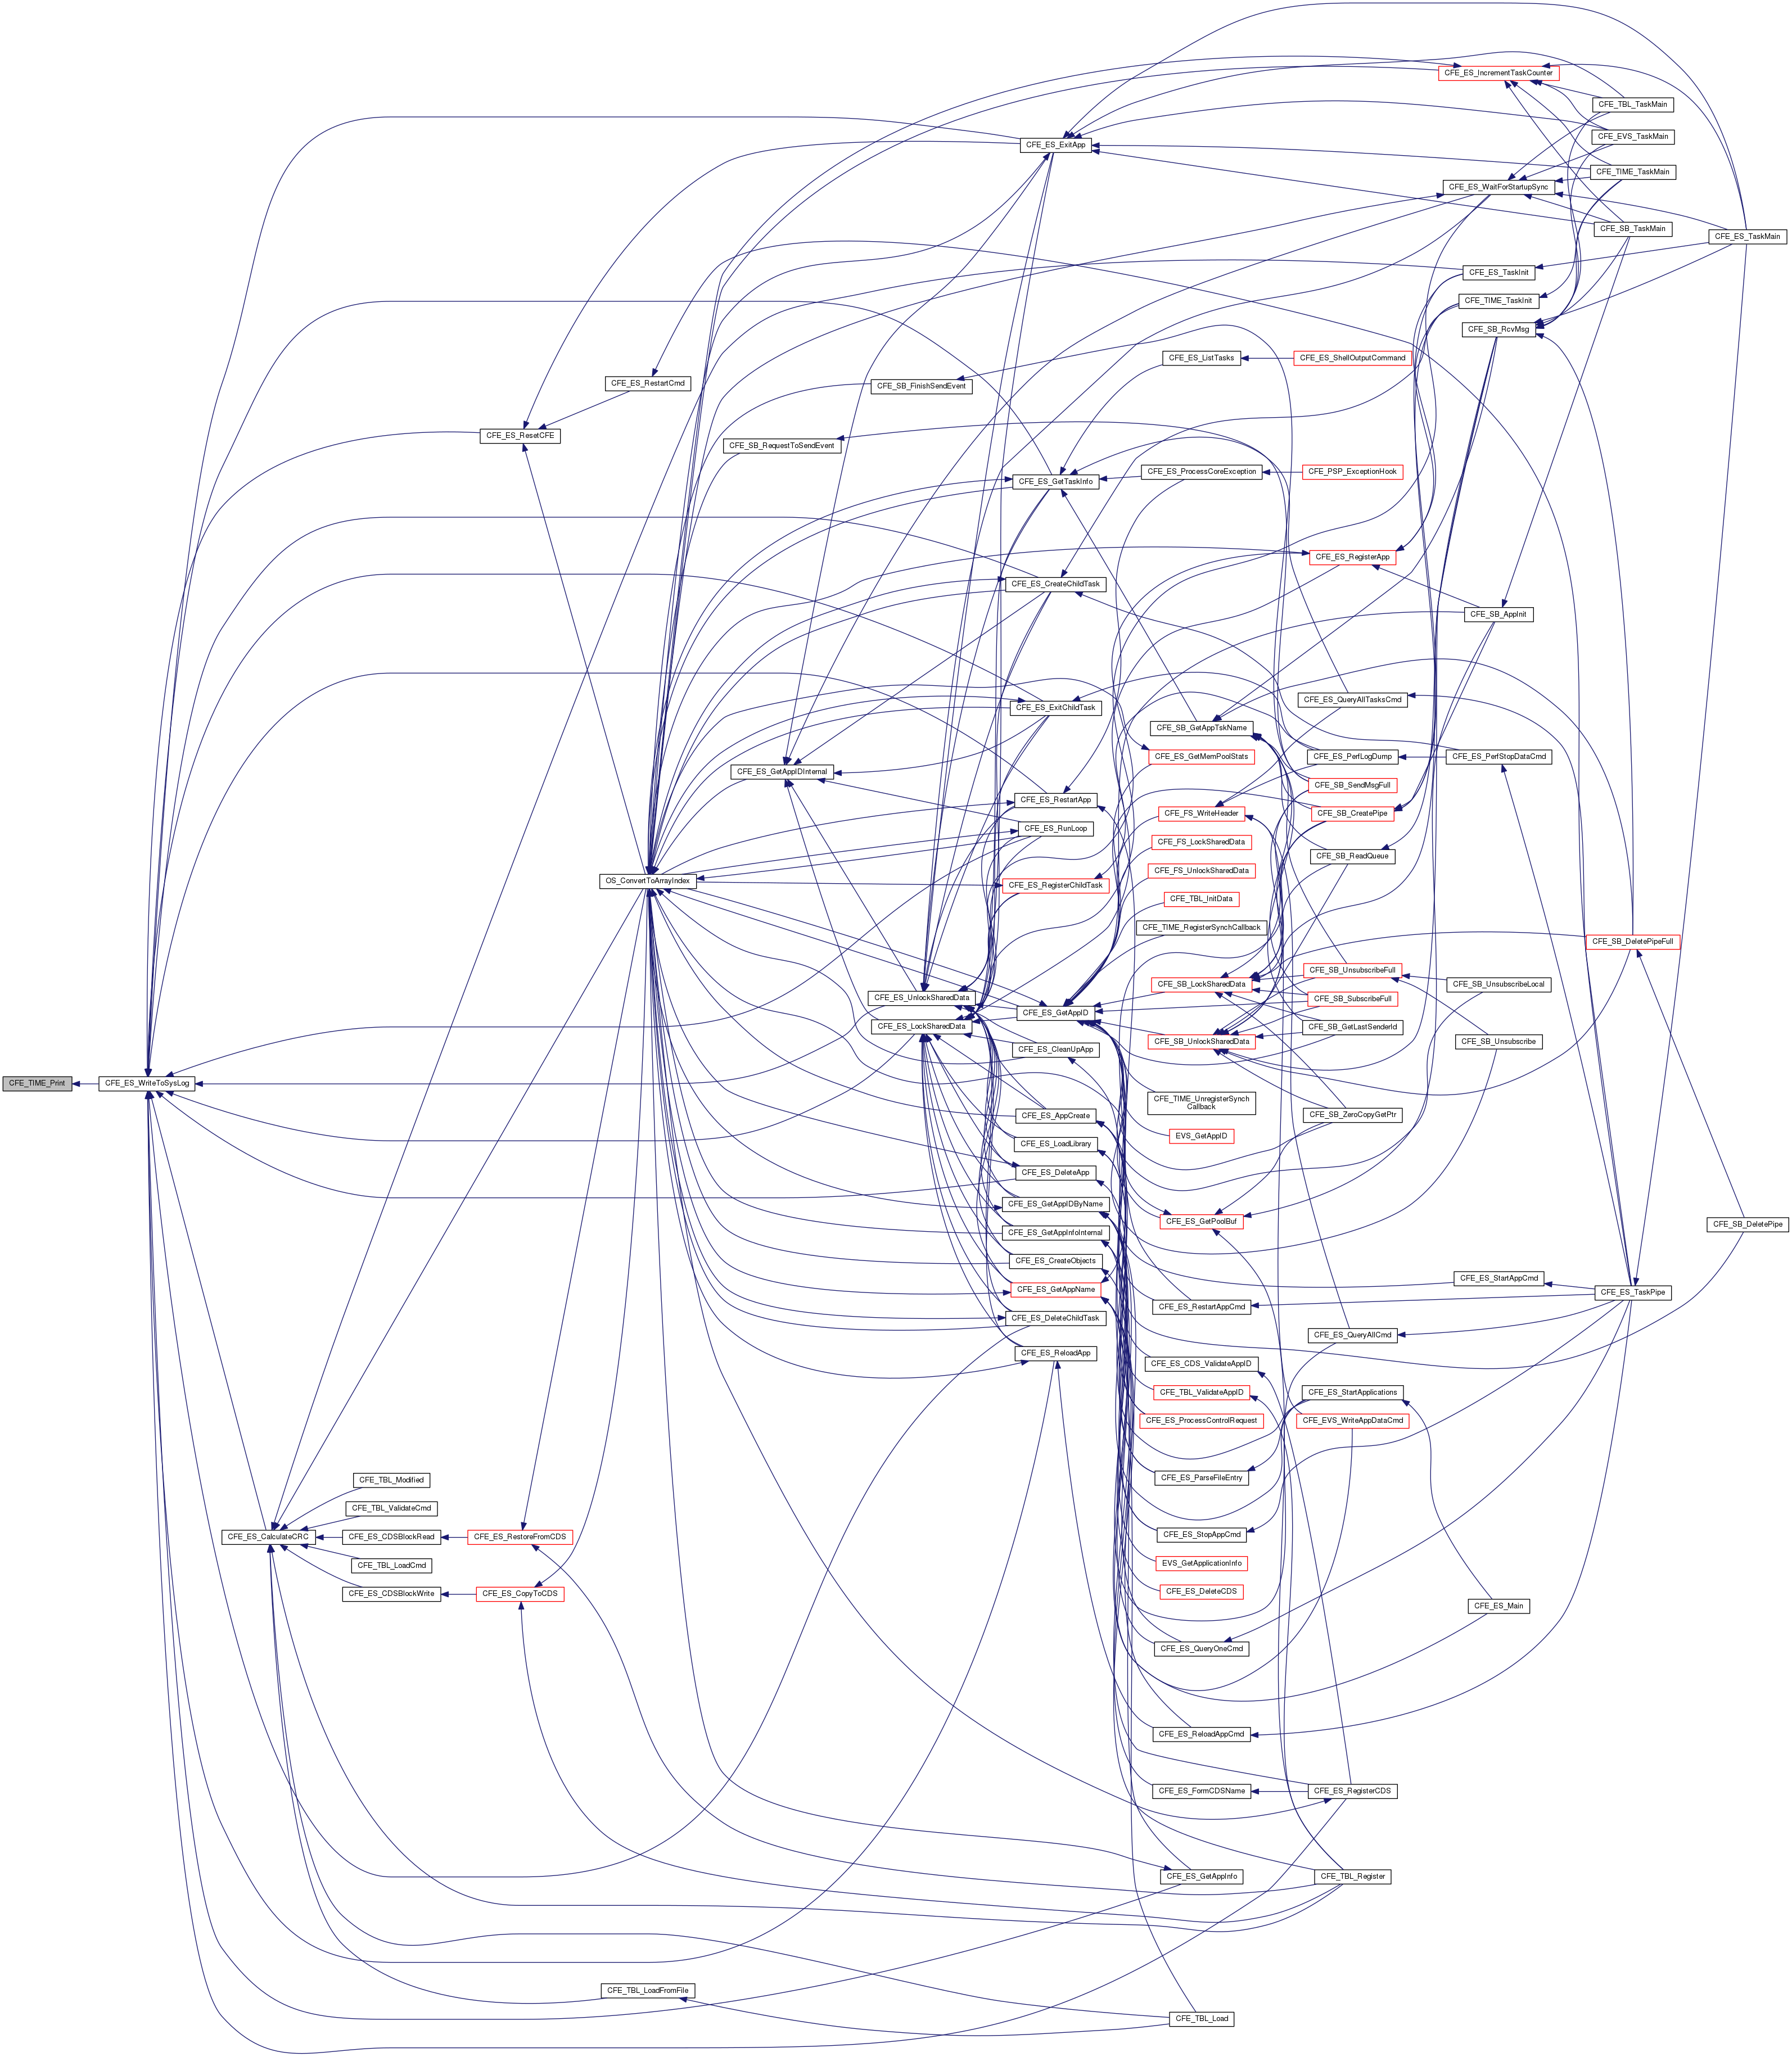 CFE_ES_IncrementTaskCounter
CFE_TBL_TaskMain
CFE_EVS_TaskMain
CFE_ES_ExitApp
CFE_TIME_TaskMain
CFE_ES_WaitForStartupSync
CFE_SB_TaskMain
CFE_ES_TaskMain
CFE_ES_TaskInit
CFE_TIME_TaskInit
CFE_SB_RcvMsg
CFE_ES_ListTasks
CFE_ES_ShellOutputCommand
CFE_ES_RestartCmd
CFE_SB_FinishSendEvent
CFE_ES_ResetCFE
CFE_SB_RequestToSendEvent
CFE_ES_ProcessCoreException
CFE_PSP_ExceptionHook
CFE_ES_GetTaskInfo
CFE_ES_RegisterApp
CFE_ES_CreateChildTask
CFE_SB_AppInit
CFE_ES_QueryAllTasksCmd
CFE_ES_ExitChildTask
CFE_SB_GetAppTskName
CFE_ES_GetMemPoolStats
CFE_ES_PerfLogDump
CFE_ES_PerfStopDataCmd
CFE_ES_GetAppIDInternal
CFE_SB_SendMsgFull
CFE_ES_RestartApp
CFE_FS_WriteHeader
CFE_SB_CreatePipe
CFE_ES_RunLoop
CFE_FS_LockSharedData
CFE_SB_ReadQueue
CFE_FS_UnlockSharedData
OS_ConvertToArrayIndex
CFE_ES_RegisterChildTask
CFE_TBL_InitData
CFE_TIME_RegisterSynchCallback
CFE_SB_DeletePipeFull
CFE_SB_UnsubscribeFull
CFE_SB_LockSharedData
CFE_SB_UnsubscribeLocal
CFE_ES_UnlockSharedData
CFE_SB_SubscribeFull
CFE_ES_GetAppID
CFE_ES_LockSharedData
CFE_SB_GetLastSenderId
CFE_SB_UnlockSharedData
CFE_SB_Unsubscribe
CFE_ES_CleanUpApp
CFE_TIME_Print
CFE_ES_WriteToSysLog
CFE_TIME_UnregisterSynch
Callback
CFE_ES_AppCreate
CFE_SB_ZeroCopyGetPtr
EVS_GetAppID
CFE_ES_LoadLibrary
CFE_ES_DeleteApp
CFE_ES_GetAppIDByName
CFE_ES_GetPoolBuf
CFE_SB_DeletePipe
CFE_ES_GetAppInfoInternal
CFE_ES_CreateObjects
CFE_ES_StartAppCmd
CFE_ES_GetAppName
CFE_ES_TaskPipe
CFE_ES_RestartAppCmd
CFE_ES_DeleteChildTask
CFE_ES_QueryAllCmd
CFE_ES_ReloadApp
CFE_ES_CDS_ValidateAppID
CFE_TBL_ValidateAppID
CFE_ES_StartApplications
CFE_ES_ProcessControlRequest
CFE_EVS_WriteAppDataCmd
CFE_TBL_Modified
CFE_ES_ParseFileEntry
CFE_TBL_ValidateCmd
CFE_ES_CalculateCRC
CFE_ES_CDSBlockRead
CFE_ES_RestoreFromCDS
CFE_ES_StopAppCmd
CFE_TBL_LoadCmd
EVS_GetApplicationInfo
CFE_ES_CDSBlockWrite
CFE_ES_CopyToCDS
CFE_ES_DeleteCDS
CFE_ES_Main
CFE_ES_QueryOneCmd
CFE_ES_ReloadAppCmd
CFE_ES_FormCDSName
CFE_ES_RegisterCDS
CFE_ES_GetAppInfo
CFE_TBL_Register
CFE_TBL_LoadFromFile
CFE_TBL_Load